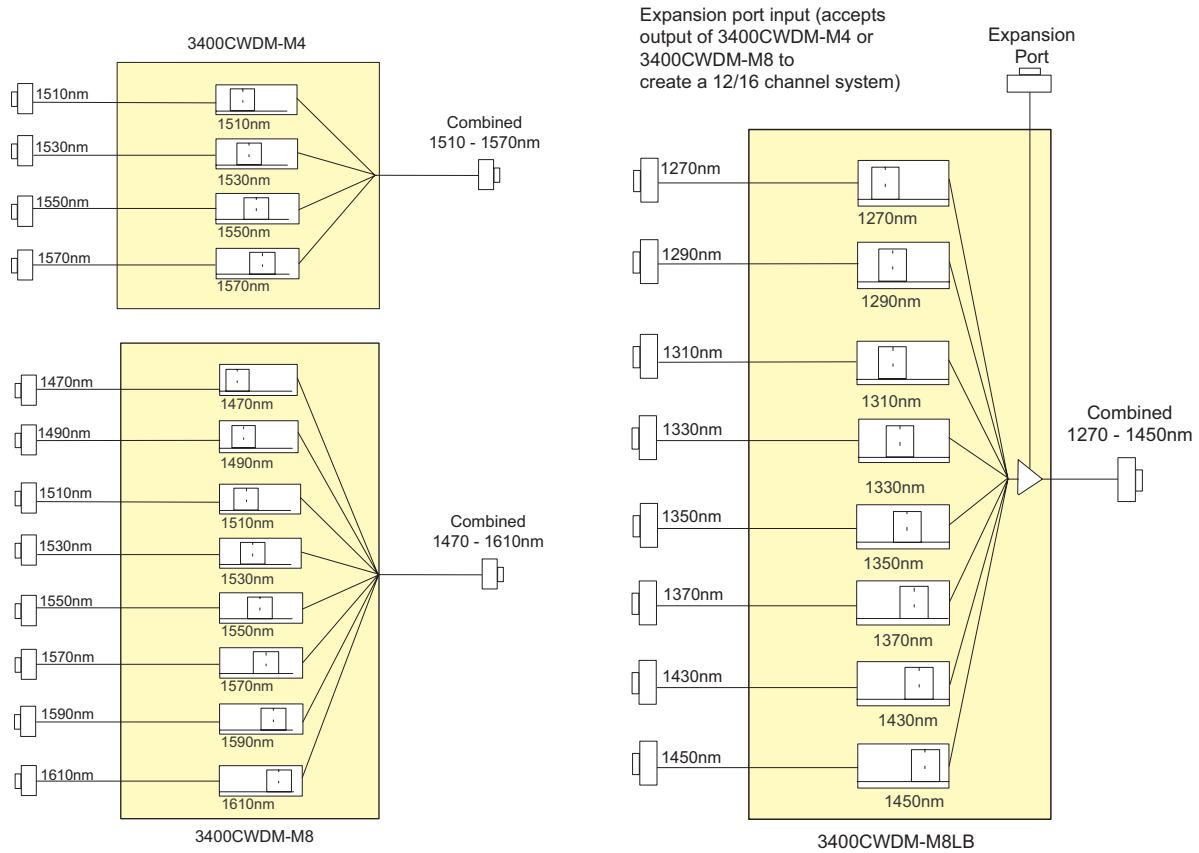 3400CWDM-M4
1510nm
1530nm
1550nm
1570nm
1510nm
1530nm
1550nm
1570nm
Combined
1510 - 1570nm
1470nm
1490nm
1510nm
1530nm
1550nm
1570nm
1590nm
1610nm
1470nm
1490nm
1510nm
1530nm
1550nm
1570nm
1590nm
1610nm
Combined
1470 - 1610nm
3400CWDM-M8
Expansion port input (accepts
output of 3400CWDM-M4 or
3400CWDM-M8 to
create a 12/16 channel system)
Expansion
Port
1270nm
1290nm
1310nm
1330nm
1350nm
1370nm
1430nm
1450nm
1270nm
1290nm
1310nm
1330nm
1350nm
1370nm
1430nm
1450nm
Combined
1270 - 1450nm
3400CWDM-M8LB